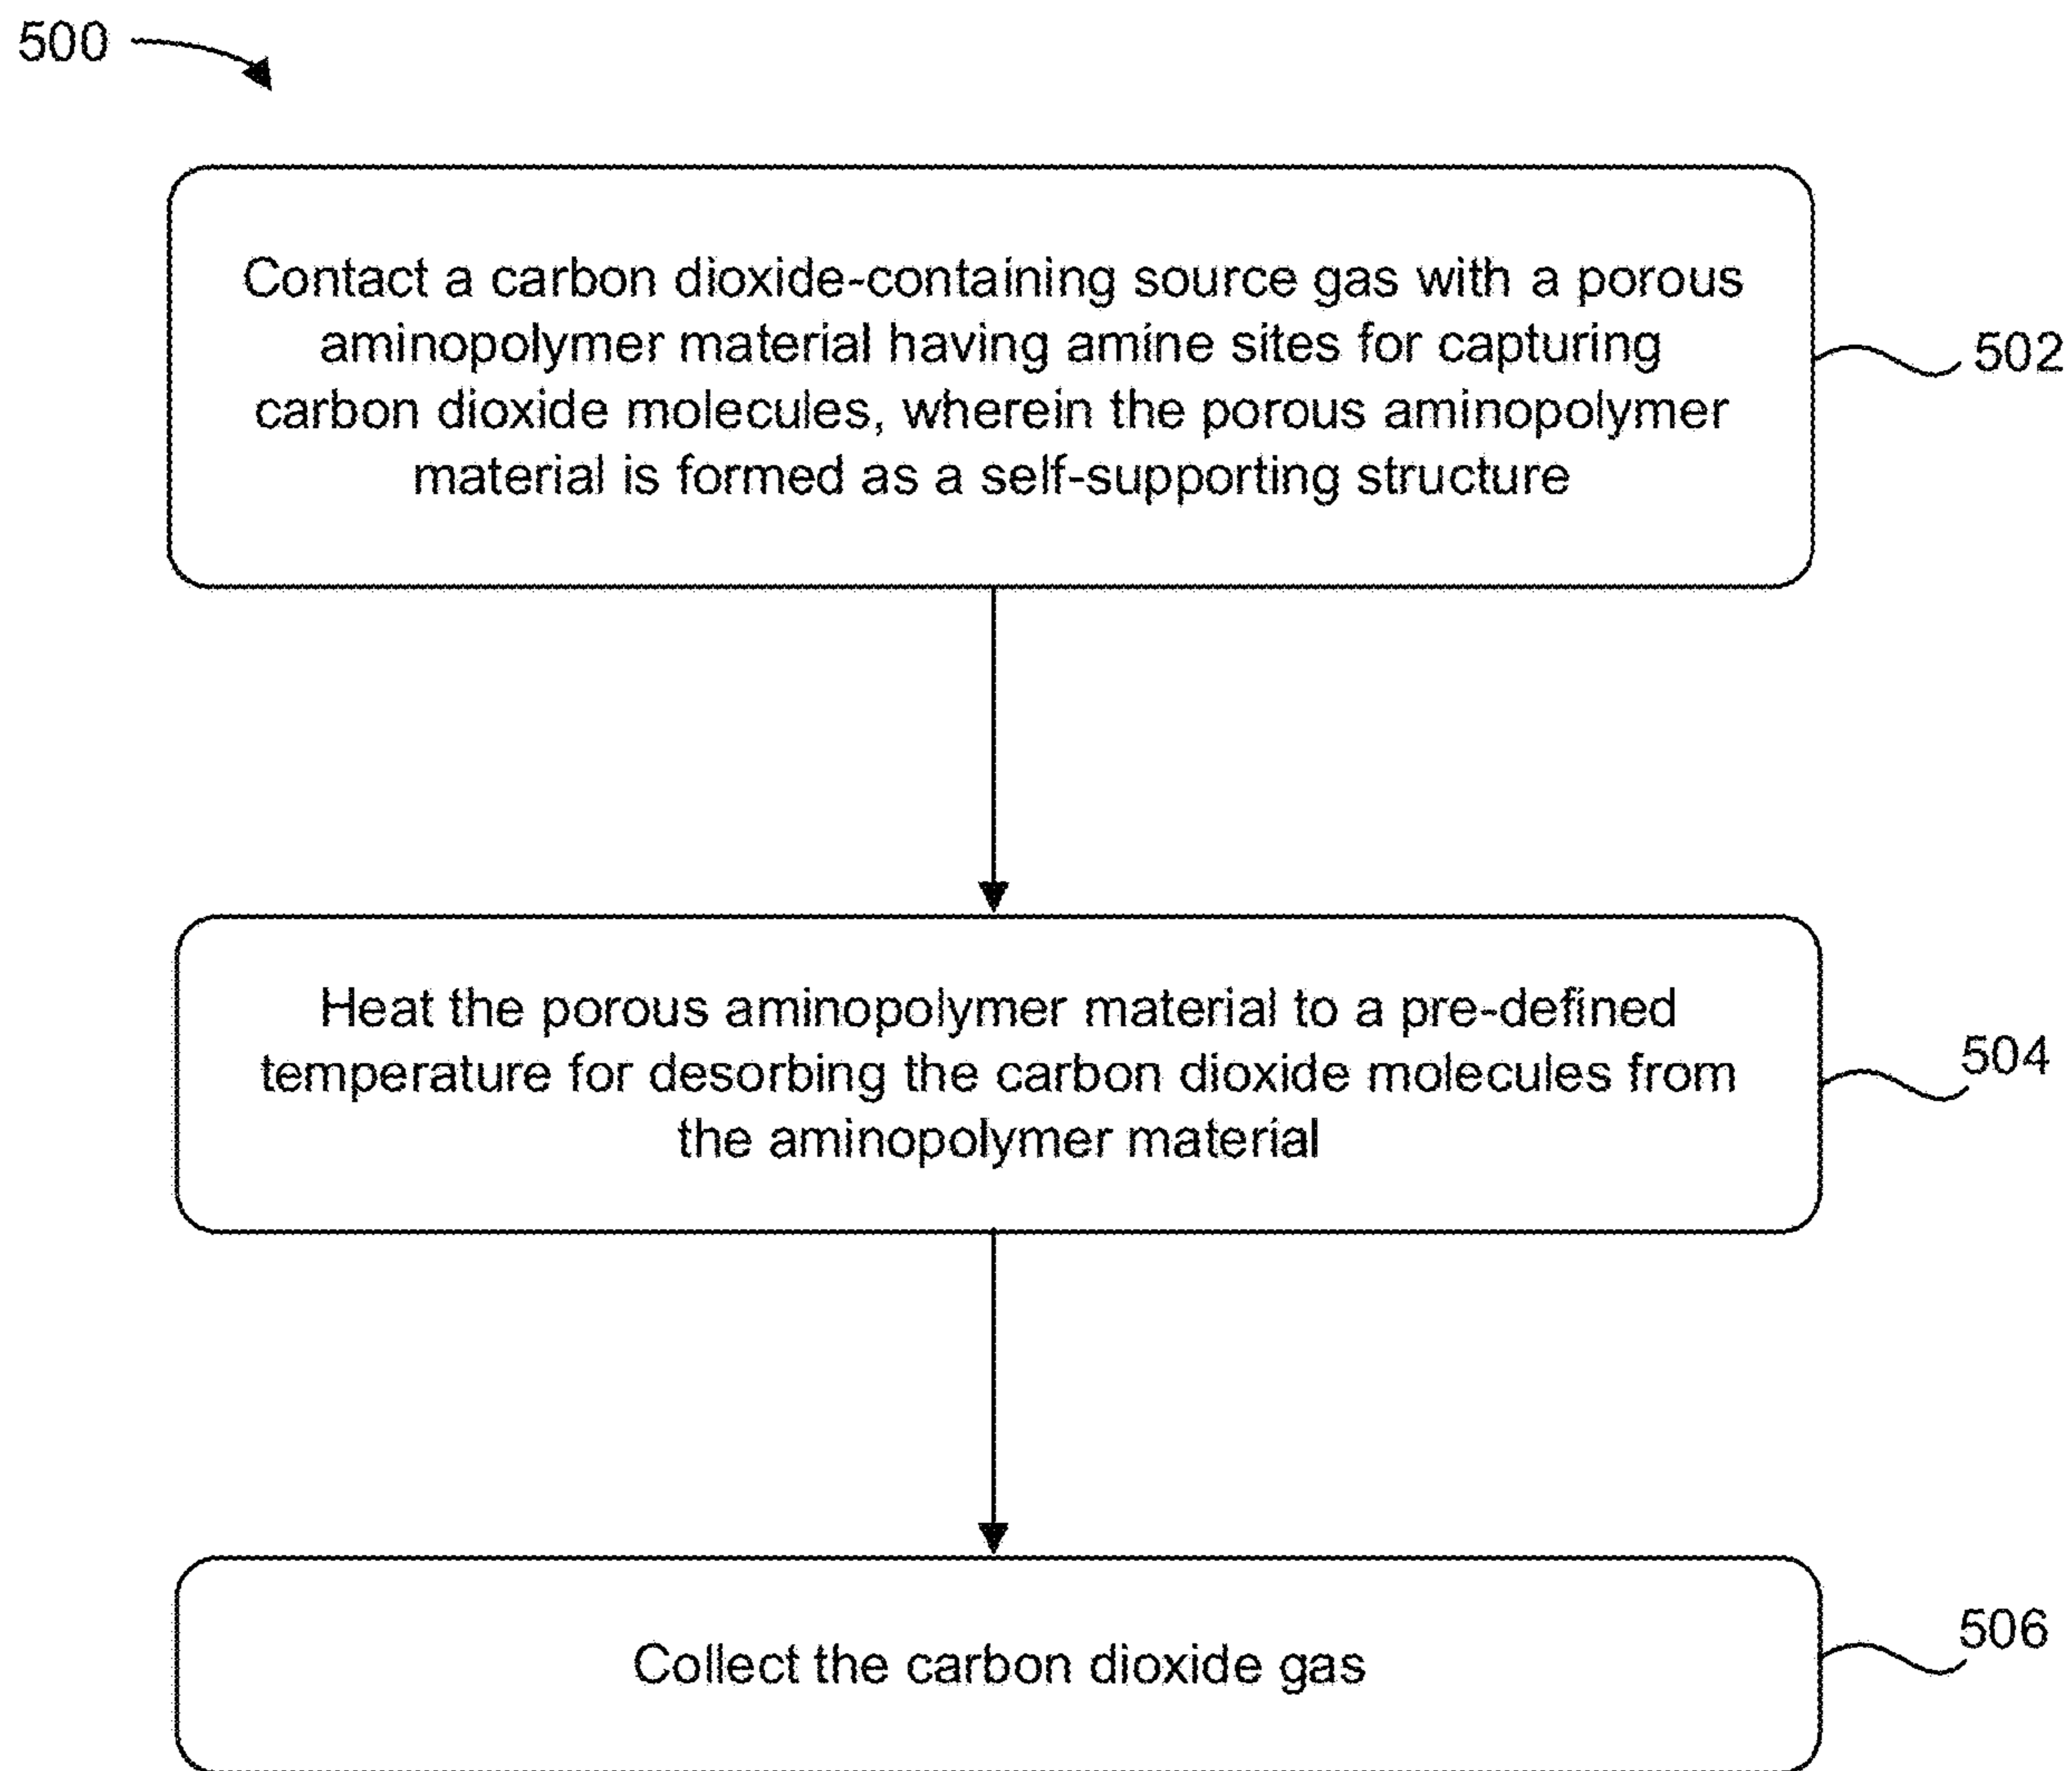 500
Contact a carbon dioxide-containing source gas with a porous
aminopolymer material having amine sites for capturing
carbon dioxide molecules, wherein the porous aminopolymer
material is formed as a self-supporting structure
502
Heat the porous aminopolymer material to a pre-defined
temperature for desorbing the carbon dioxide molecules from
the aminopolymer material
504
Collect the carbon dioxide gas
506